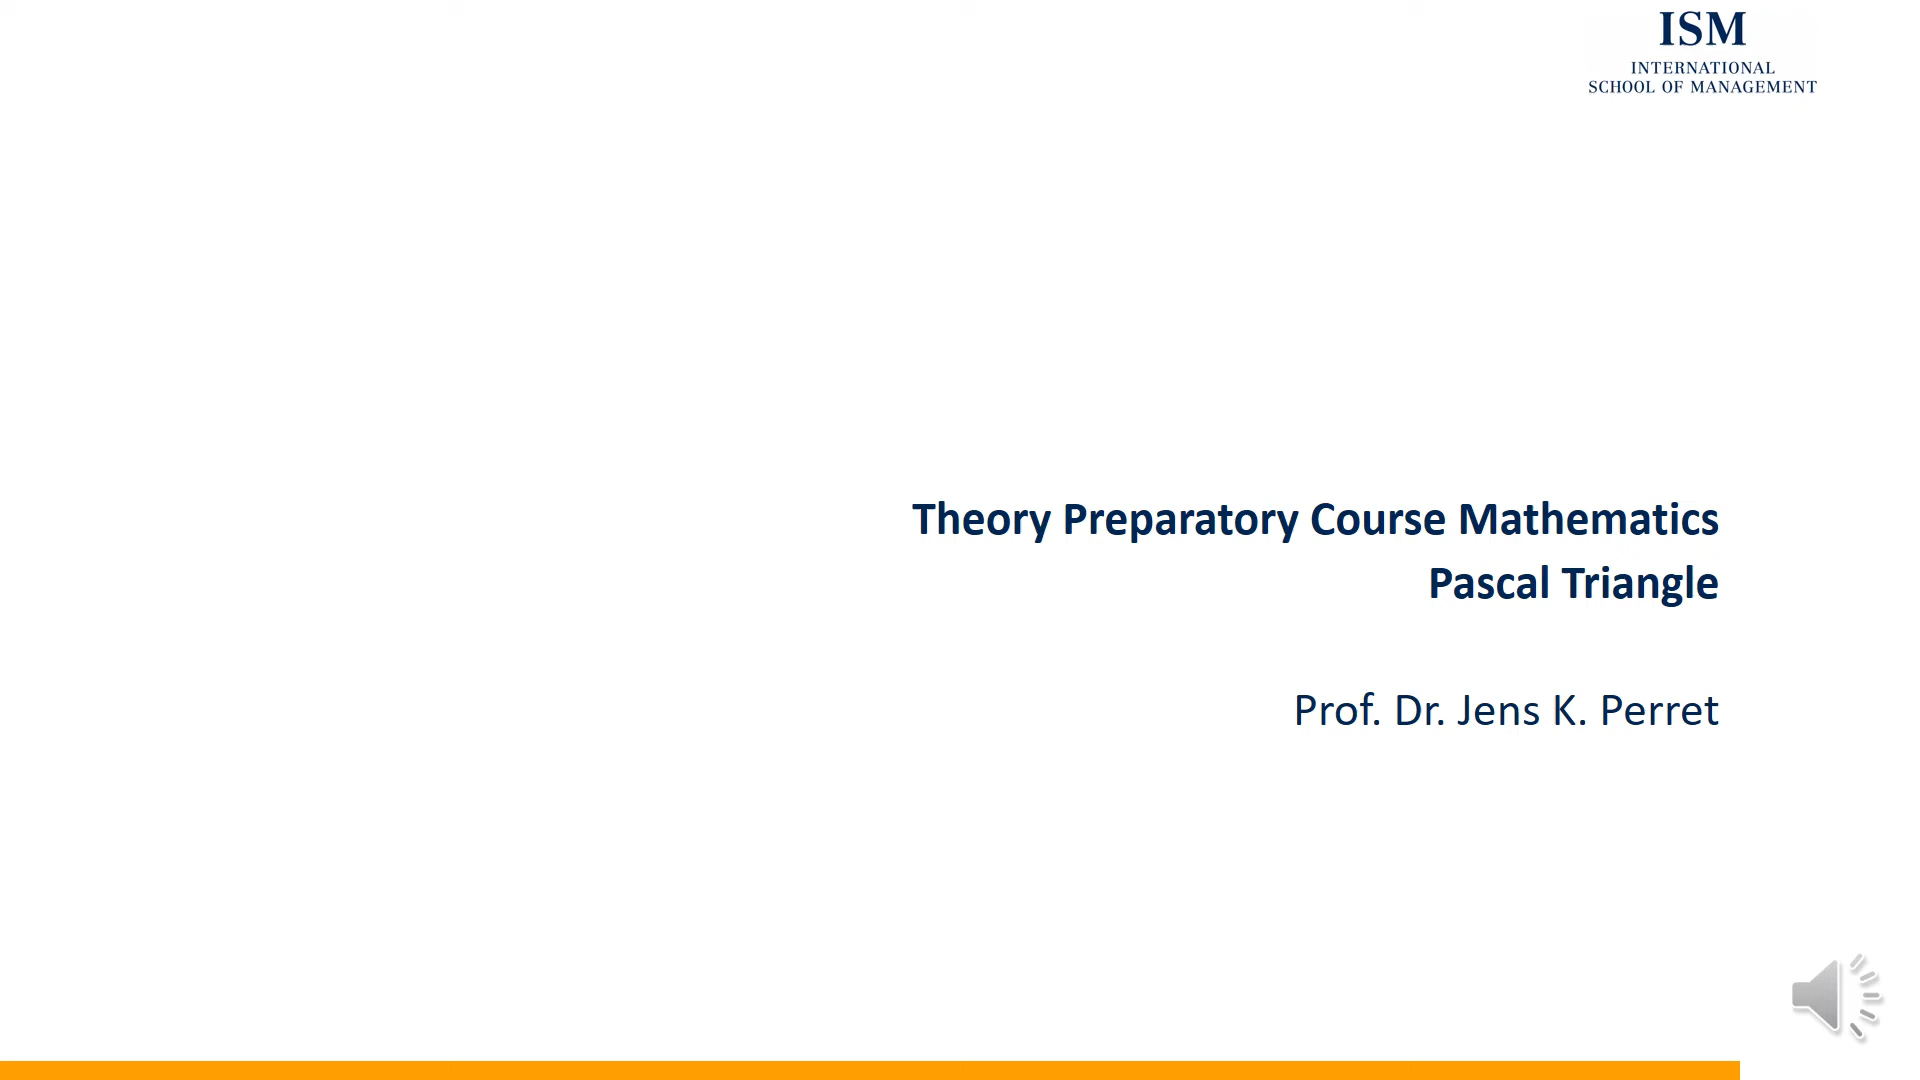 ISM
INTERNATIONAL
SCHOOL OF MANAGEMENT
Theory Preparatory Course Mathematics
Pascal Triangle
Prof. Dr. Jens K. Perret